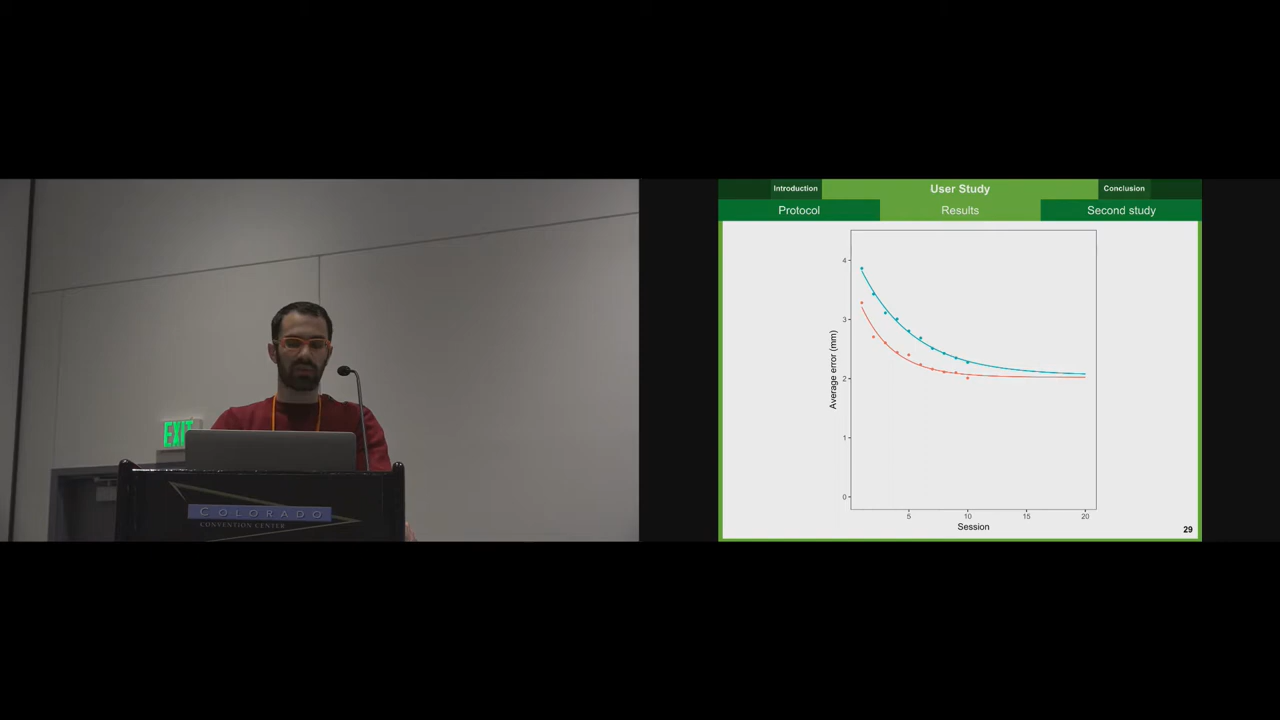 EXIT
COLORADO
CONVENTION CENTER
Introduction
User Study
Conclusion
Protocol
Results
Second study
4
3
2
1
0
Average error (mm)
5
10
15
20
Session
29